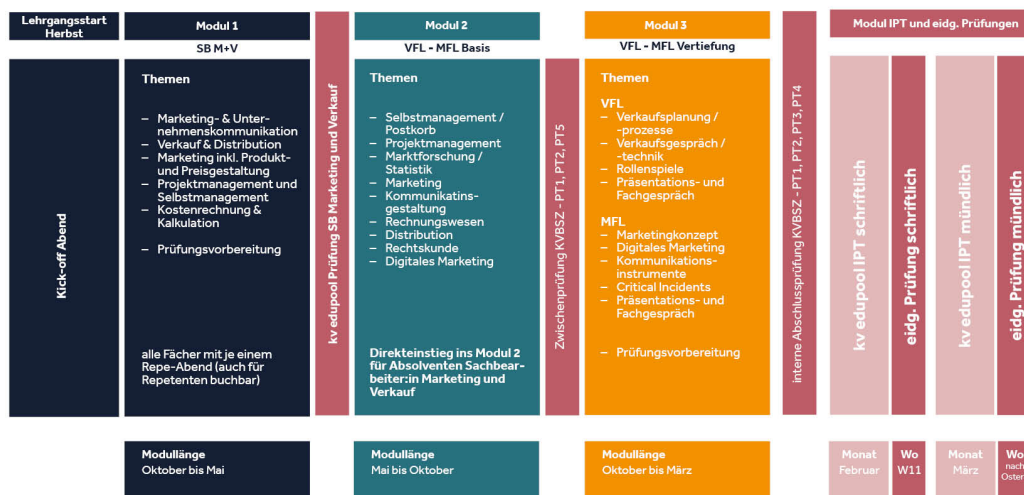 Lehrgangsstart
Herbst
Kick-off Abend
Modul 1
SB M+V
Themen
– Marketing- & Unter-
nehmenskommunikation
– Verkauf & Distribution
– Marketing inkl. Produkt-
und Preisgestaltung
– Projektmanagement und
Selbstmanagement
– Kostenrechnung &
Kalkulation
– Prüfungsvorbereitung
alle Fächer mit je einem
Repe-Abend (auch für
Repetenten buchbar)
Modullänge
Oktober bis Mai
kv edupool Prüfung SB Marketing und Verkauf
Modul 2
VFL - MFL Basis
Themen
– Selbstmanagement /
Postkorb
– Projektmanagement
– Marktforschung /
Statistik
– Marketing
– Kommunikatins-
gestaltung
– Rechnungswesen
– Distribution
– Rechtskunde
– Digitales Marketing
Direkteinstieg ins Modul 2
für Absolventen Sachbear-
beiter:in Marketing und
Verkauf
Modullänge
Mai bis Oktober
Zwischenprüfung KVBSZ - PT1, PT2, PT5
Modul 3
VFL - MFL Vertiefung
Themen
VFL
– Verkaufsplanung /
-prozesse
– Verkaufsgespräch /
-technik
– Rollenspiele
– Präsentations- und
Fachgespräch
MFL
– Marketingkonzept
– Digitales Marketing
– Kommunikations-
instrumente
– Critical Incidents
– Präsentations- und
Fachgespräch
– Prüfungsvorbereitung
Modullänge
Oktober bis März
interne Abschlussprüfung KVBSZ - PT1, PT2, PT3, PT4
Modul IPT und eidg. Prüfungen
kv edupool IPT schriftlich
eidg. Prüfung schriftlich
kv edupool IPT mündlich
eidg. Prüfung mündlich
Monat
Februar
Wo
W11
Monat
März
Wo
nach
Oster